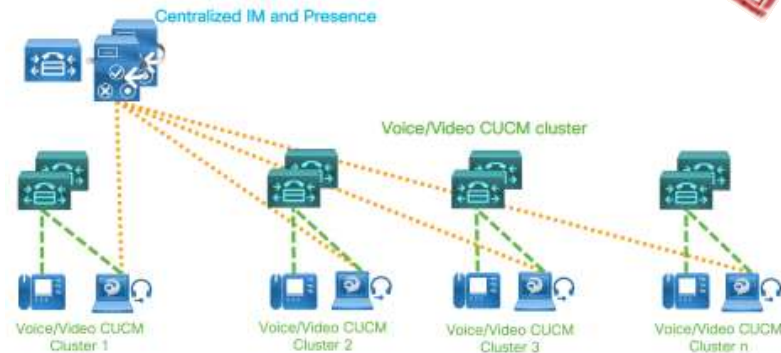 Centralized IM and Presence
Voice/Video CUCM cluster
Voice/Video CUCM
Cluster 1
Voice/Video CUCM
Cluster 2
Voice/Video CUCM
Cluster 3
Voice/Video CUCM
Cluster n